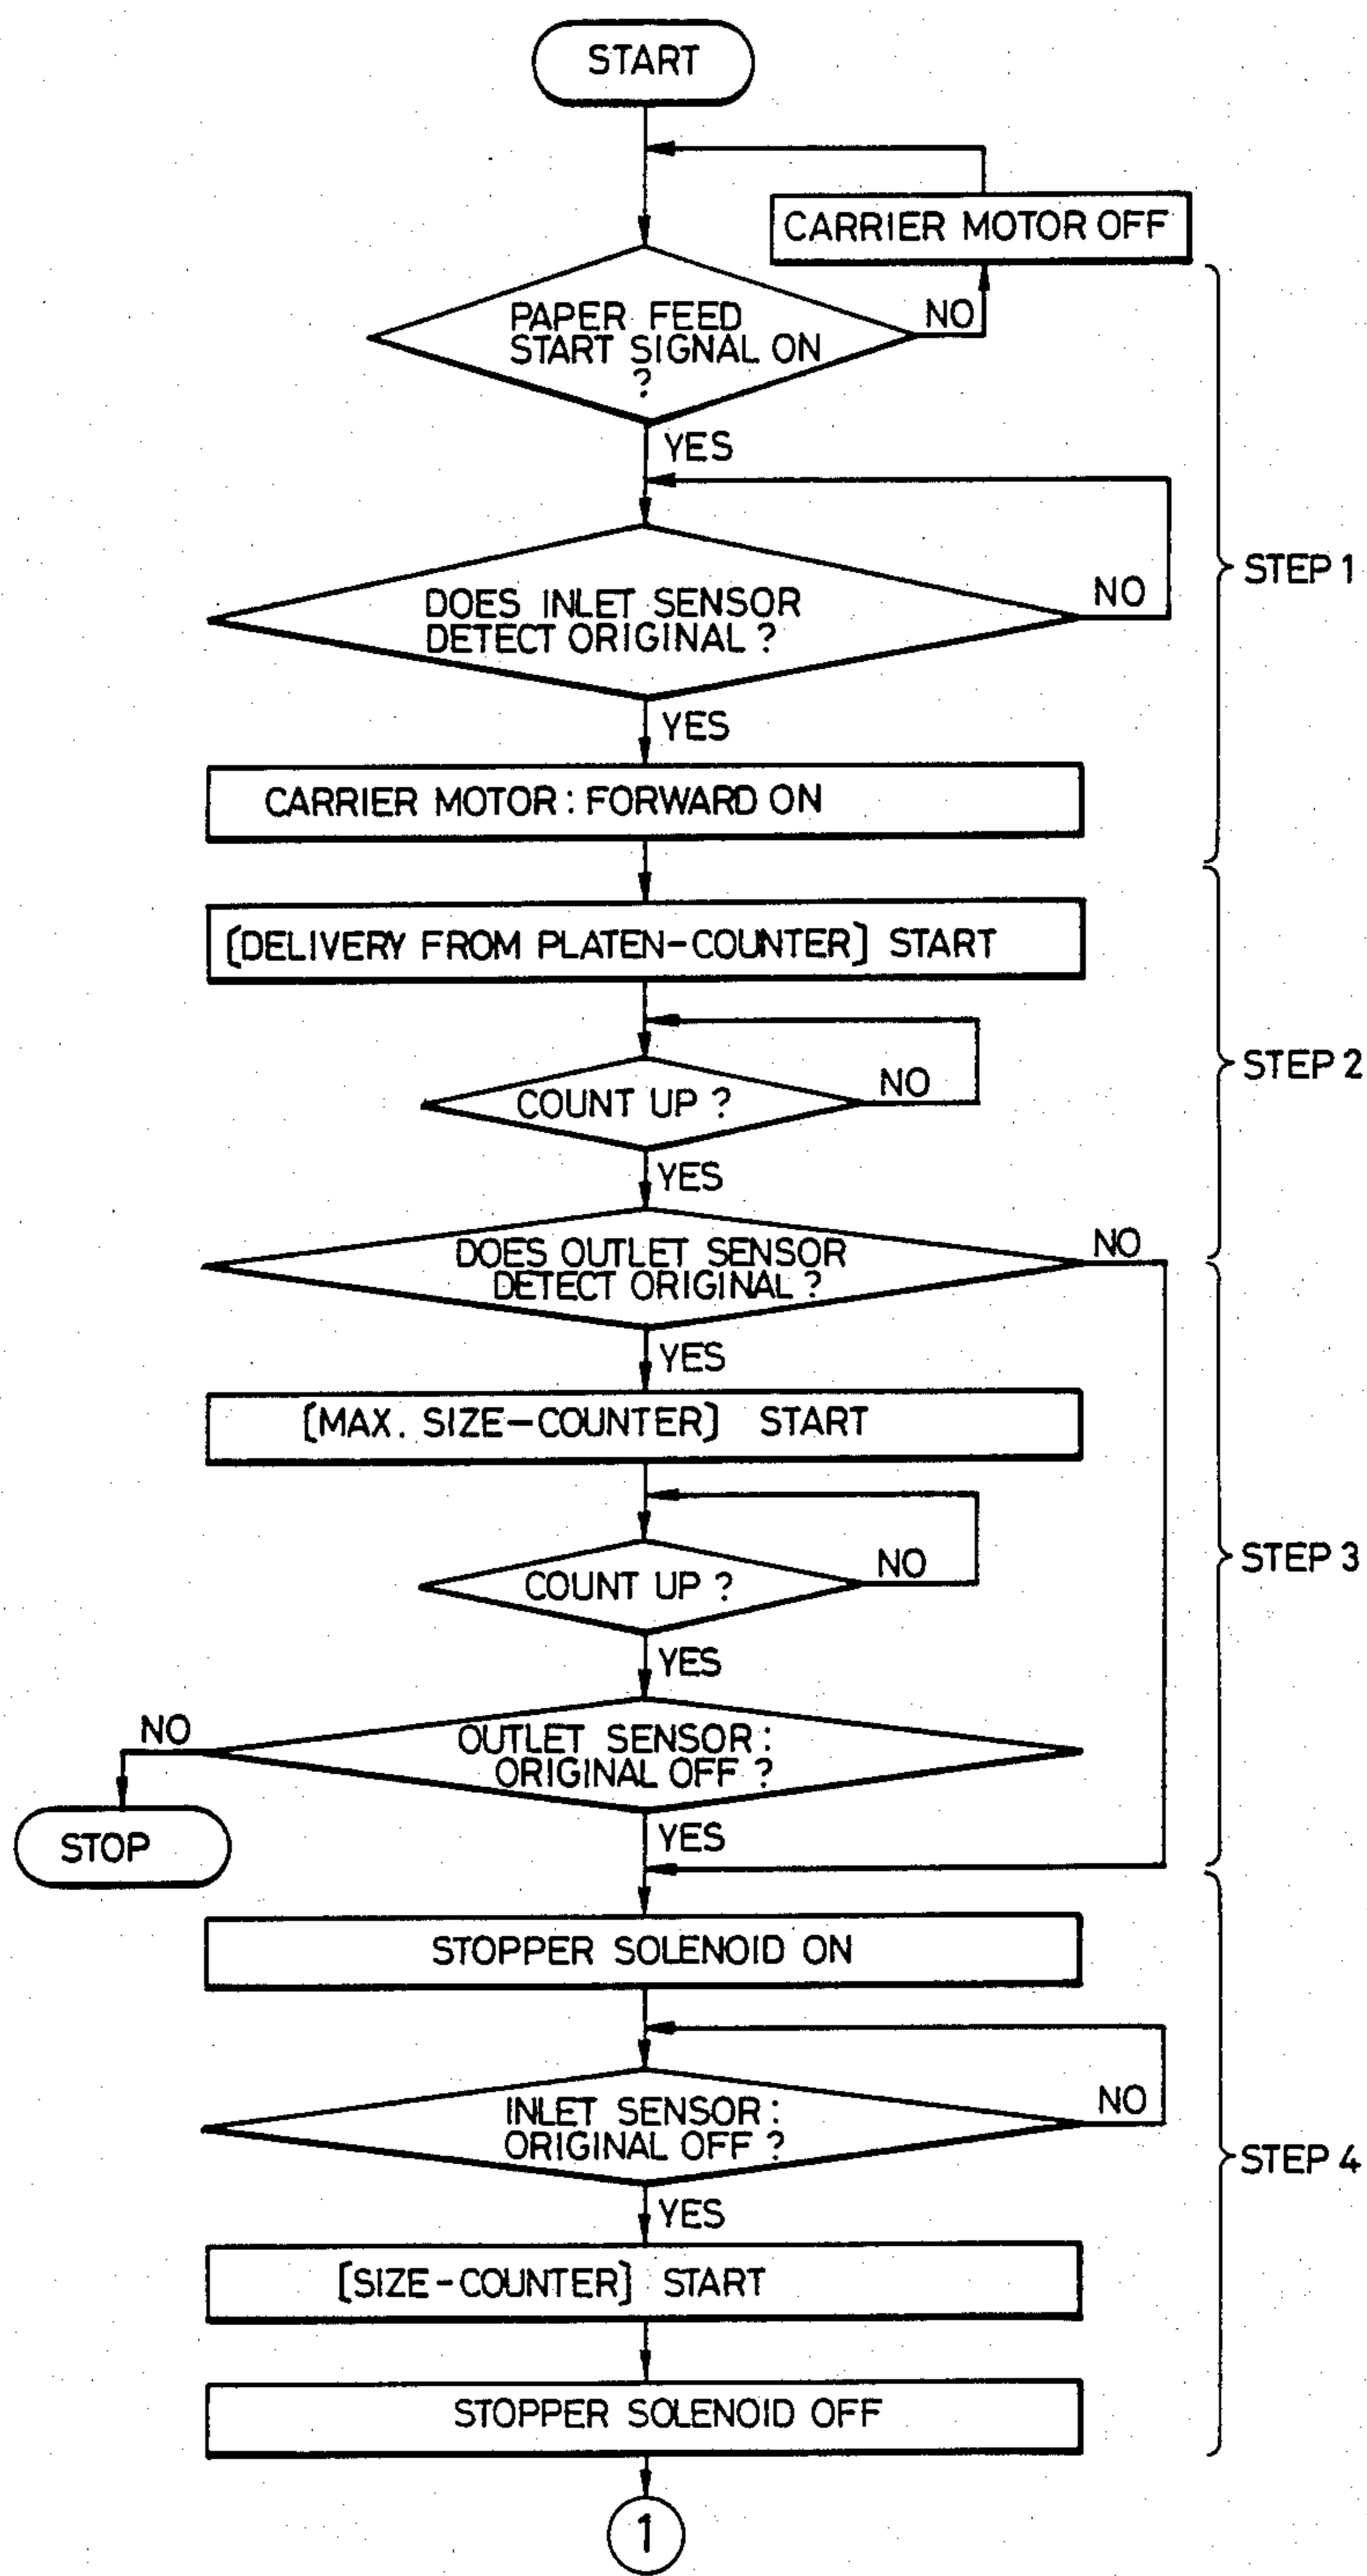 START
CARRIER MOTOR OFF
PAPER FEED
START SIGNAL ON
?
NO
YES
DOES INLET SENSOR
DETECT ORIGINAL ?
NO
STEP 1
YES
CARRIER MOTOR : FORWARD ON
[DELIVERY FROM PLATEN-COUNTER] START
COUNT UP ?
NO
STEP 2
YES
DOES OUTLET SENSOR
DETECT ORIGINAL ?
NO
YES
[MAX. SIZE-COUNTER] START
COUNT UP ?
NO
STEP 3
YES
OUTLET SENSOR :
ORIGINAL OFF ?
NO
STOP
YES
STOPPER SOLENOID ON
INLET SENSOR :
ORIGINAL OFF ?
NO
STEP 4
YES
[SIZE-COUNTER] START
STOPPER SOLENOID OFF
1